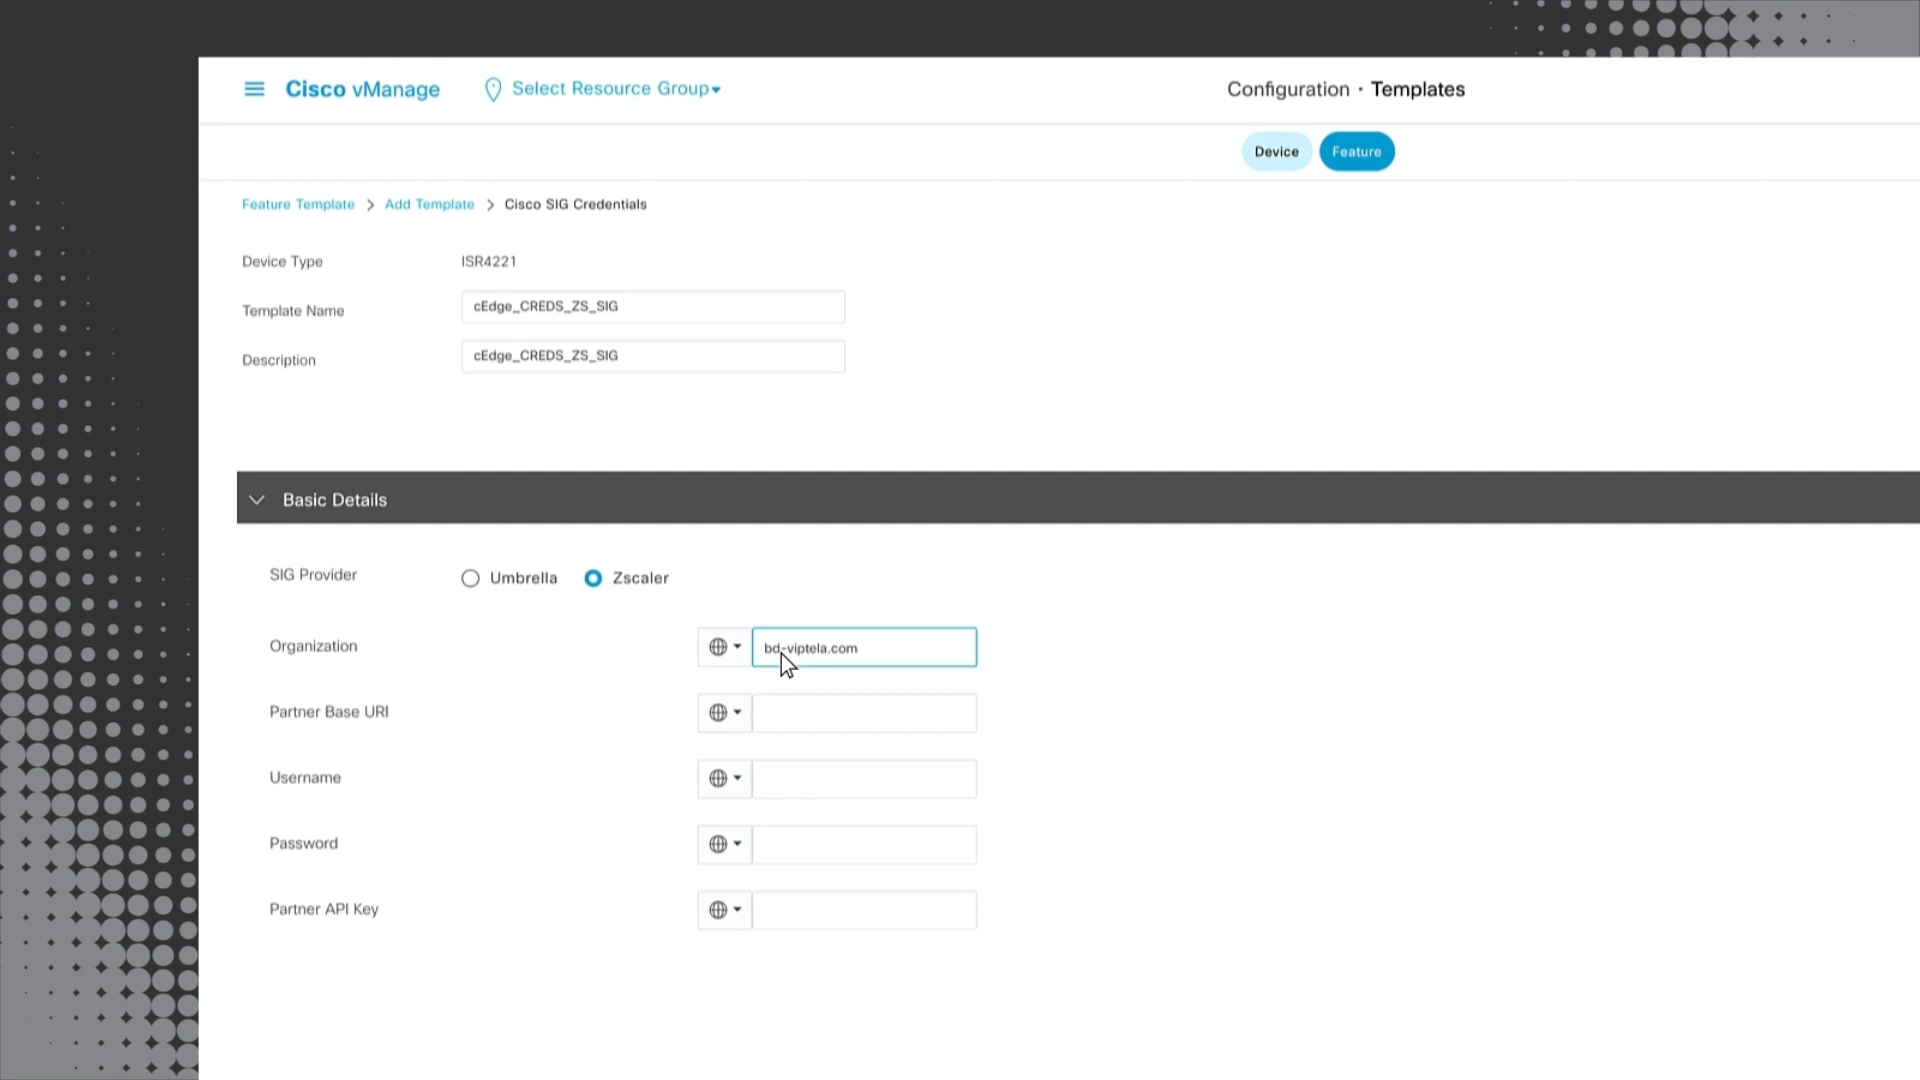 Cisco vManage
Select Resource Group
Configuration · Templates
Device
Feature
Feature Template > Add Template > Cisco SIG Credentials
Device Type
ISR4221
Template Name
cEdge_CREDS_ZS_SIG
Description
cEdge_CREDS_ZS_SIG
Basic Details
SIG Provider
Umbrella
Zscaler
Organization
bd-viptela.com
Partner Base URI
Username
Password
Partner API Key